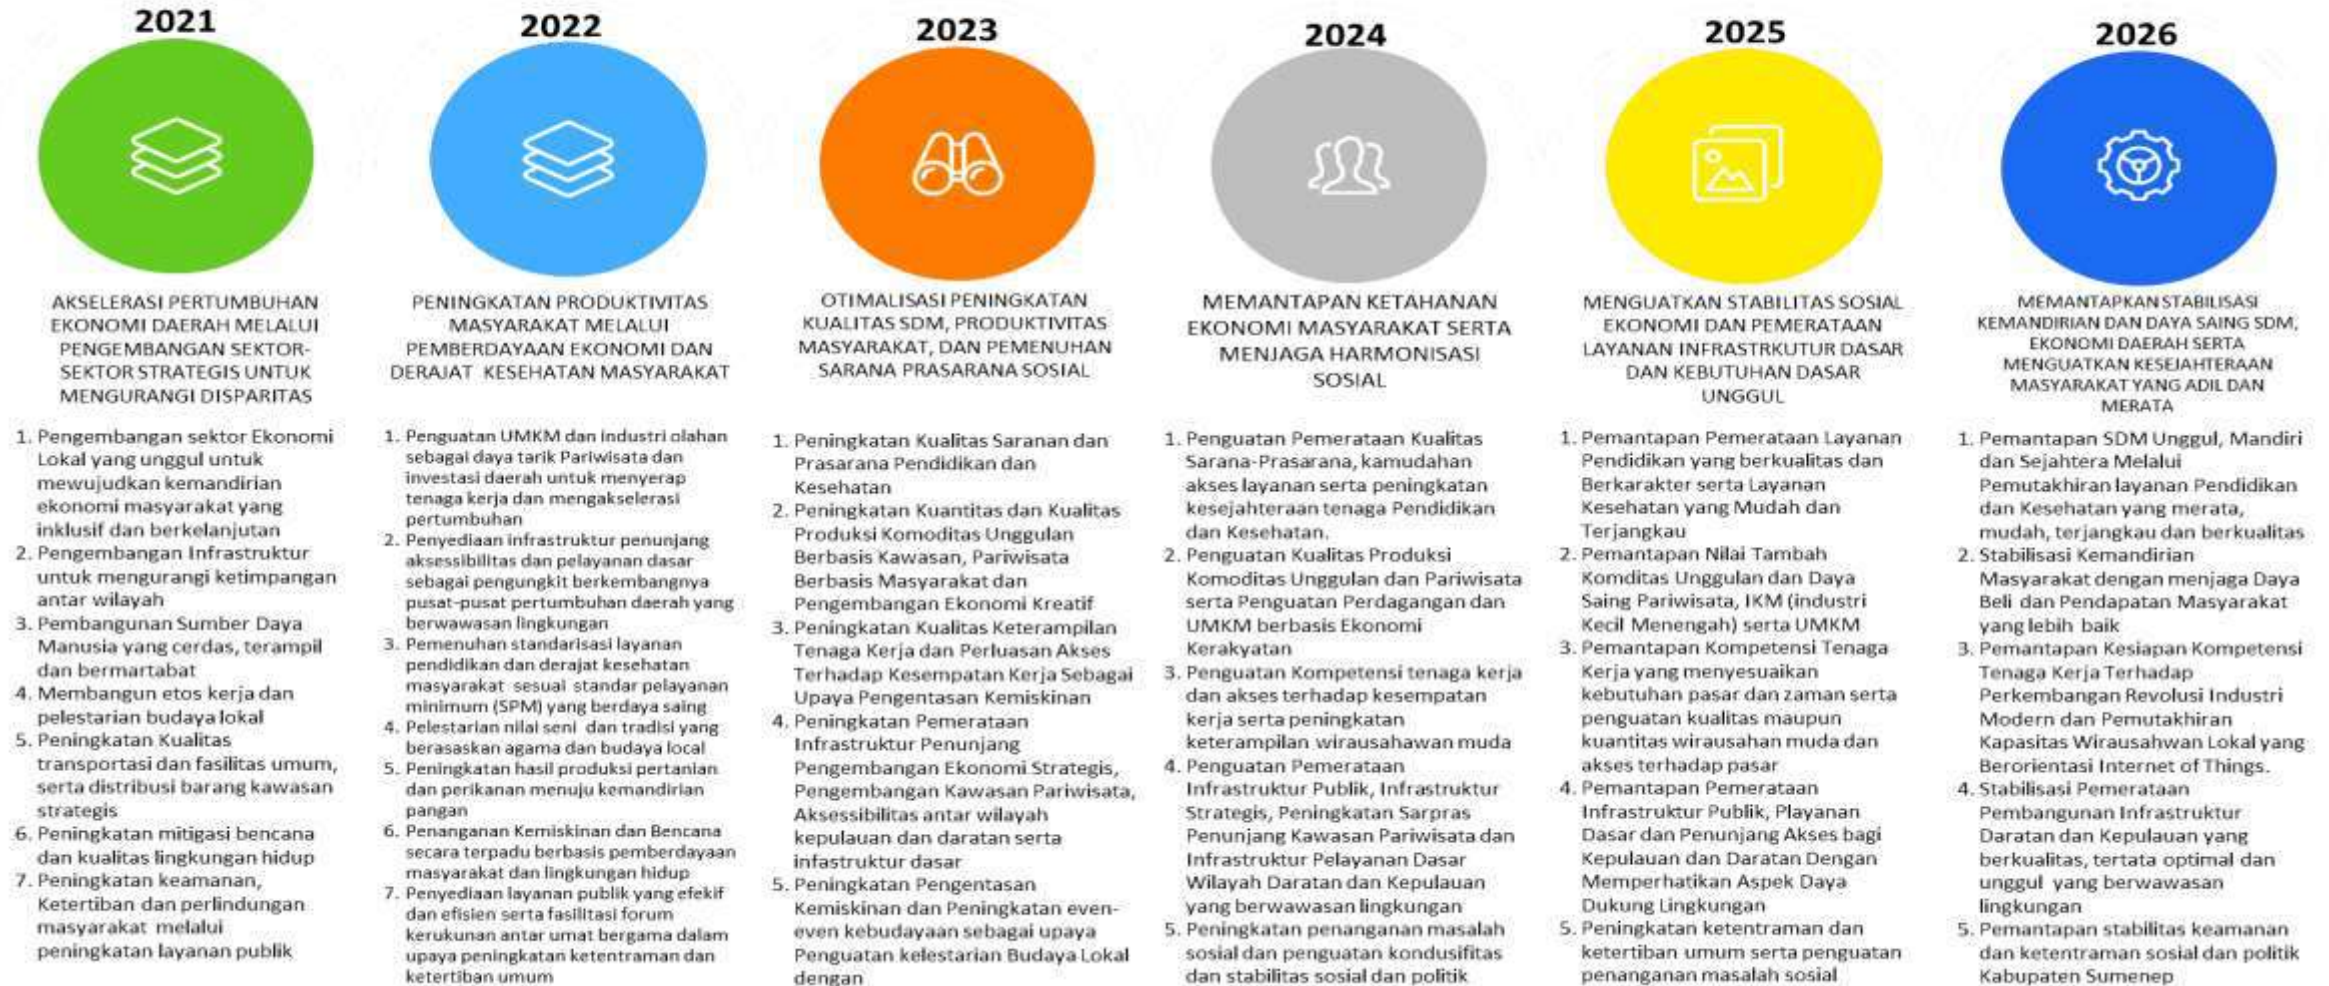 2021
AKSELERASI PERTUMBUHAN
EKONOMI DAERAH MELALUI
PENGEMBANGAN SEKTOR-
SEKTOR STRATEGIS UNTUK
MENGURANGI DISPARITAS
1. Pengembangan sektor Ekonomi
Lokal yang unggul untuk
mewujudkan kemandirian
ekonomi masyarakat yang
inklusif dan berkelanjutan
2. Pengembangan Infrastruktur
untuk mengurangi ketimpangan
antar wilayah
3. Pembangunan Sumber Daya
Manusia yang cerdas, terampil
dan bermartabat
4. Membangun etos kerja dan
pelestarian budaya lokal
5. Peningkatan Kualitas
transportasi dan fasilitas umum,
serta distribusi barang kawasan
strategis
6. Peningkatan mitigasi bencana
dan kualitas lingkungan hidup
7. Peningkatan keamanan,
Ketertiban dan perlindungan
masyarakat melalui
peningkatan layanan publik
2022
PENINGKATAN PRODUKTIVITAS
MASYARAKAT MELALUI
PEMBERDAYAAN EKONOMI DAN
DERAJAT KESEHATAN MASYARAKAT
1. Penguatan UMKM dan Industri olahan
sebagai daya tarik Pariwisata dan
investasi daerah untuk menyerap
tenaga kerja dan mengakselerasi
pertumbuhan
2. Penyediaan infrastruktur penunjang
aksessibilitas dan pelayanan dasar
sebagai pengungkit berkembangnya
pusat-pusat pertumbuhan daerah yang
berwawasan lingkungan
3. Pemenuhan standarisasi layanan
pendidikan dan derajat kesehatan
masyarakat sesuai standar pelayanan
minimum (SPM) yang berdaya saing
4. Pelestarian nilai seni dan tradisi yang
berasaskan agama dan budaya local
5. Peningkatan hasil produksi pertanian
dan perikanan menuju kemandirian
pangan
6. Penanganan Kemiskinan dan Bencana
secara terpadu berbasis pemberdayaan
masyarakat dan lingkungan hidup
7. Penyediaan layanan publik yang efekif
dan efisien serta fasilitasi forum
kerukunan antar umat bergama dalam
upaya peningkatan ketentraman dan
ketertiban umum
2023
OTIMALISASI PENINGKATAN
KUALITAS SDM, PRODUKTIVITAS
MASYARAKAT, DAN PEMENUHAN
SARANA PRASARANA SOSIAL
1. Peningkatan Kualitas Saranan dan
Prasarana Pendidikan dan
Kesehatan
2. Peningkatan Kuantitas dan Kualitas
Produksi Komoditas Unggulan
Berbasis Kawasan, Pariwisata
Berbasis Masyarakat dan
Pengembangan Ekonomi Kreatif
3. Peningkatan Kualitas Keterampilan
Tenaga Kerja dan Perluasan Akses
Terhadap Kesempatan Kerja Sebagai
Upaya Pengentasan Kemiskinan
4. Peningkatan Pemerataan
Infrastruktur Penunjang
Pengembangan Ekonomi Strategis,
Pengembangan Kawasan Pariwisata,
Aksessibilitas antar wilayah
kepulauan dan daratan serta
infastruktur dasar
5. Peningkatan Pengentasan
Kemiskinan dan Peningkatan even-
even kebudayaan sebagai upaya
Penguatan kelestarian Budaya Lokal
dengan
2024
MEMANTAPAN KETAHANAN
EKONOMI MASYARAKAT SERTA
MENJAGA HARMONISASI
SOSIAL
1. Penguatan Pemerataan Kualitas
Sarana-Prasarana, kamudahan
akses layanan serta peningkatan
kesejahteraan tenaga Pendidikan
dan Kesehatan.
2. Penguatan Kualitas Produksi
Komoditas Unggulan dan Pariwisata
serta Penguatan Perdagangan dan
UMKM berbasis Ekonomi
Kerakyatan
3. Penguatan Kompetensi tenaga kerja
dan akses terhadap kesempatan
kerja serta peningkatan
keterampilan wirausahawan muda
4. Penguatan Pemerataan
Infrastruktur Publik, Infrastruktur
Strategis, Peningkatan Sarpras
Penunjang Kawasan Pariwisata dan
Infrastruktur Pelayanan Dasar
Wilayah Daratan dan Kepulauan
yang berwawasan lingkungan
5. Peningkatan penanganan masalah
sosial dan penguatan kondusifitas
dan stabilitas sosial dan politik
2025
MENGUATKAN STABILITAS SOSIAL
EKONOMI DAN PEMERATAAN
LAYANAN INFRASTRKUTUR DASAR
DAN KEBUTUHAN DASAR
UNGGUL
1. Pemantapan Pemerataan Layanan
Pendidikan yang berkualitas dan
Berkarakter serta Layanan
Kesehatan yang Mudah dan
Terjangkau
2. Pemantapan Nilai Tambah
Komditas Unggulan dan Daya
Saing Pariwisata, IKM (industri
Kecil Menengah) serta UMKM
3. Pemantapan Kompetensi Tenaga
Kerja yang menyesuaikan
kebutuhan pasar dan zaman serta
penguatan kualitas maupun
kuantitas wirausahan muda dan
akses terhadap pasar
4. Pemantapan Pemerataan
Infrastruktur Publik, Playanan
Dasar dan Penunjang Akses bagi
Kepulauan dan Daratan Dengan
Memperhatikan Aspek Daya
Dukung Lingkungan
5. Peningkatan ketentraman dan
ketertiban umum serta penguatan
penanganan masalah sosial
2026
MEMANTAPKAN STABILISASI
KEMANDIRIAN DAN DAYA SAING SDM,
EKONOMI DAERAH SERTA
MENGUATKAN KESEJAHTERAAN
MASYARAKAT YANG ADIL DAN
MERATA
1. Pemantapan SDM Unggul, Mandiri
dan Sejahtera Melalui
Pemutakhiran layanan Pendidikan
dan Kesehatan yang merata,
mudah, terjangkau dan berkualitas
2. Stabilisasi Kemandirian
Masyarakat dengan menjaga Daya
Beli dan Pendapatan Masyarakat
yang lebih baik
3. Pemantapan Kesiapan Kompetensi
Tenaga Kerja Terhadap
Perkembangan Revolusi Industri
Modern dan Pemutakhiran
Kapasitas Wirausahwan Lokal yang
Berorientasi Internet of Things.
4. Stabilisasi Pemerataan
Pembangunan Infrastruktur
Daratan dan Kepulauan yang
berkualitas, tertata optimal dan
unggul yang berwawasan
lingkungan
5. Pemantapan stabilitas keamanan
dan ketentraman sosial dan politik
Kabupaten Sumenep